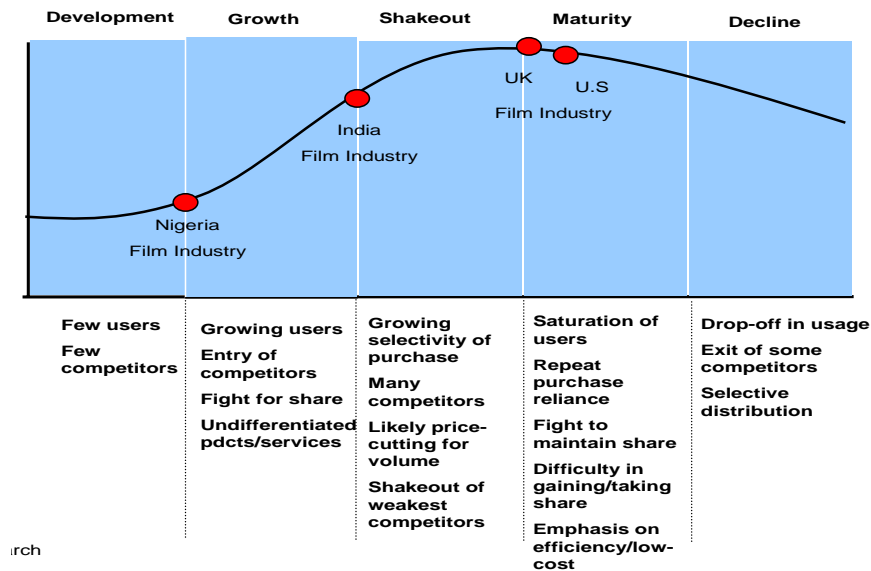 Development
Growth
Shakeout
Maturity
Decline
UK
U.S
Film Industry
India
Film Industry
Nigeria
Film Industry
Few users
Few
competitors
Growing users
Entry of
competitors
Fight for share
Undifferentiated
pdcts/services
Growing
selectivity of
purchase
Many
competitors
Likely price-
cutting for
volume
Shakeout of
weakest
competitors
Saturation of
users
Repeat
purchase
reliance
Fight to
maintain share
Difficulty in
gaining/taking
share
Emphasis on
efficiency/low-
cost
Drop-off in usage
Exit of some
competitors
Selective
distribution